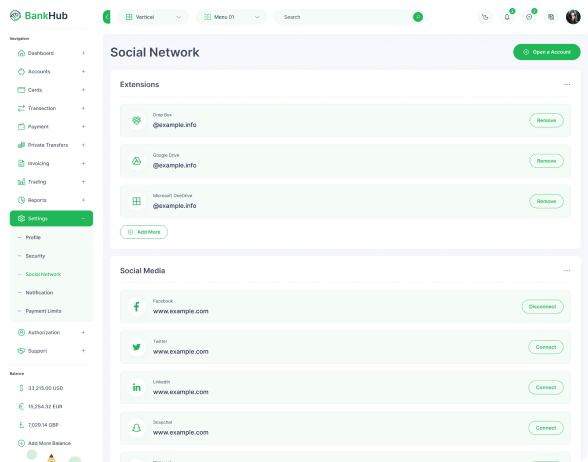 BankHub
Vertical
Menu 01
Search
Navigation
Dashboard
Accounts
Cards
Transection
Payment
Private Transfers
Invoicing
Trading
Reports
Settings
Profile
Security
Social Network
Notification
Payment Limits
Authorization
Support
Balance
33,215.00 USD
15,254.32 EUR
7,029.14 GBP
Add More Balance
Social Network
Open a Account
Extensions
Drop Box
@example.info
Remove
Google Drive
@example.info
Remove
Microsoft OneDrive
@example.info
Remove
Add More
Social Media
Facebook
www.example.com
Disconnect
Twitter
www.example.com
Connect
Linkedin
www.example.com
Connect
Snapchat
www.example.com
Connect